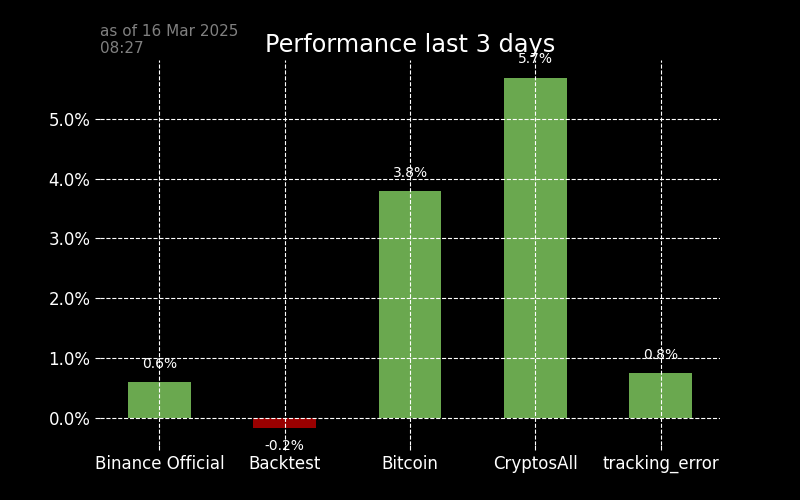 as of 16 Mar 2025
08:27
Performance last 3 days
5.7%
5.0%
4.0%
3.8%
3.0%
2.0%
1.0%
0.6%
0.8%
0.0%
-0.2%
Binance Official
Backtest
Bitcoin
CryptosAll
tracking_error